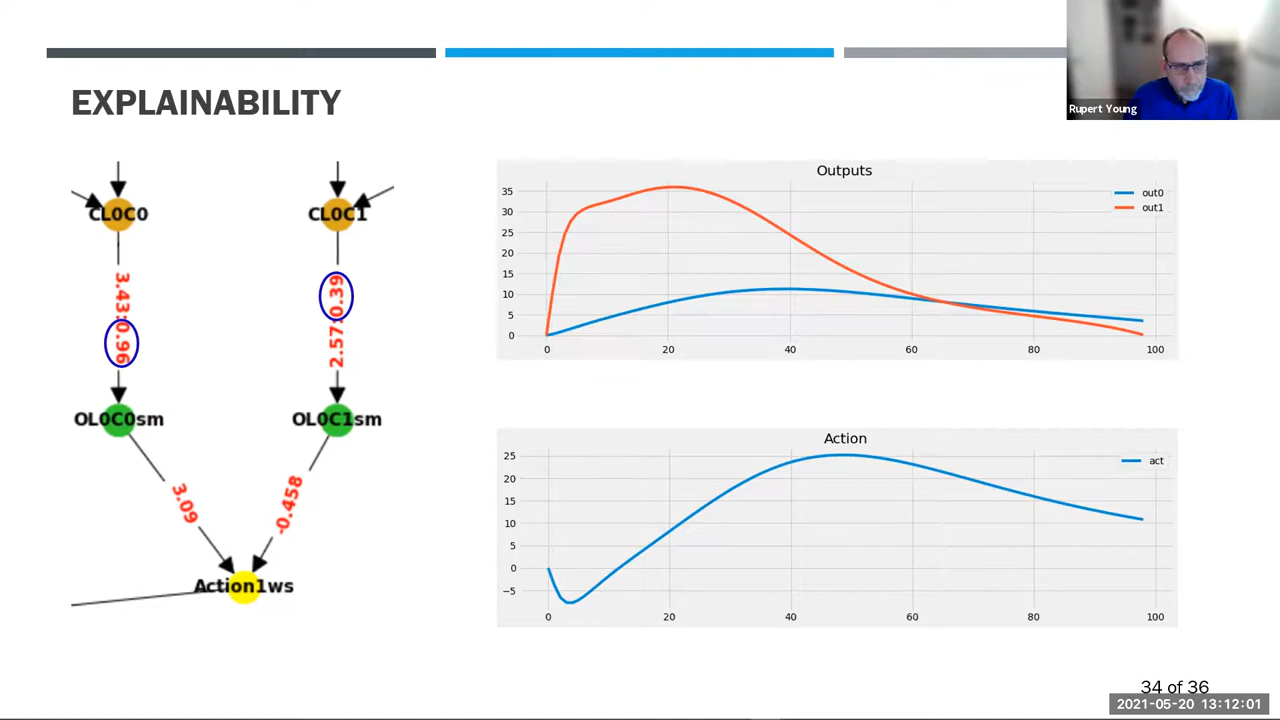 Rupert Young
EXPLAINABILITY
CL0C0
CL0C1
3.43:0.96
2.57:0.39
OL0C0sm
OL0C1sm
3.09
-0.458
Action1ws
Outputs
out0
out1
35
30
25
20
15
10
5
0
0 20 40 60 80 100
Action
act
25
20
15
10
5
0
−5
0 20 40 60 80 100
34 of 36
2021-05-20 13:12:01